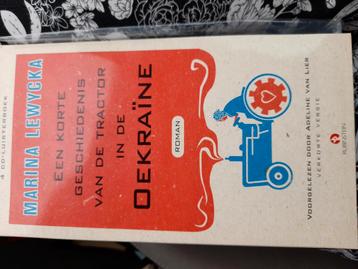 4 CD-LUISTERBOEK
MARINA LEWYCKA
EEN KORTE
GESCHIEDENIS
VAN DE TRACTOR
IN DE
OEKRAÏNE
ROMAN
VOORGELEZEN DOOR ADELINE VAN LIER
VERKORTE VERSIE
RUBINSTEIN